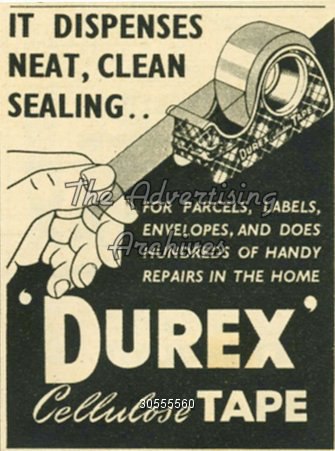 IT DISPENSES
NEAT, CLEAN
SEALING..
DUREX TAPE
The Advertising
Archives
FOR PARCELS, LABELS,
ENVELOPES, AND DOES
HUNDREDS OF HANDY
REPAIRS IN THE HOME
'DUREX'
30555560
Cellulose TAPE